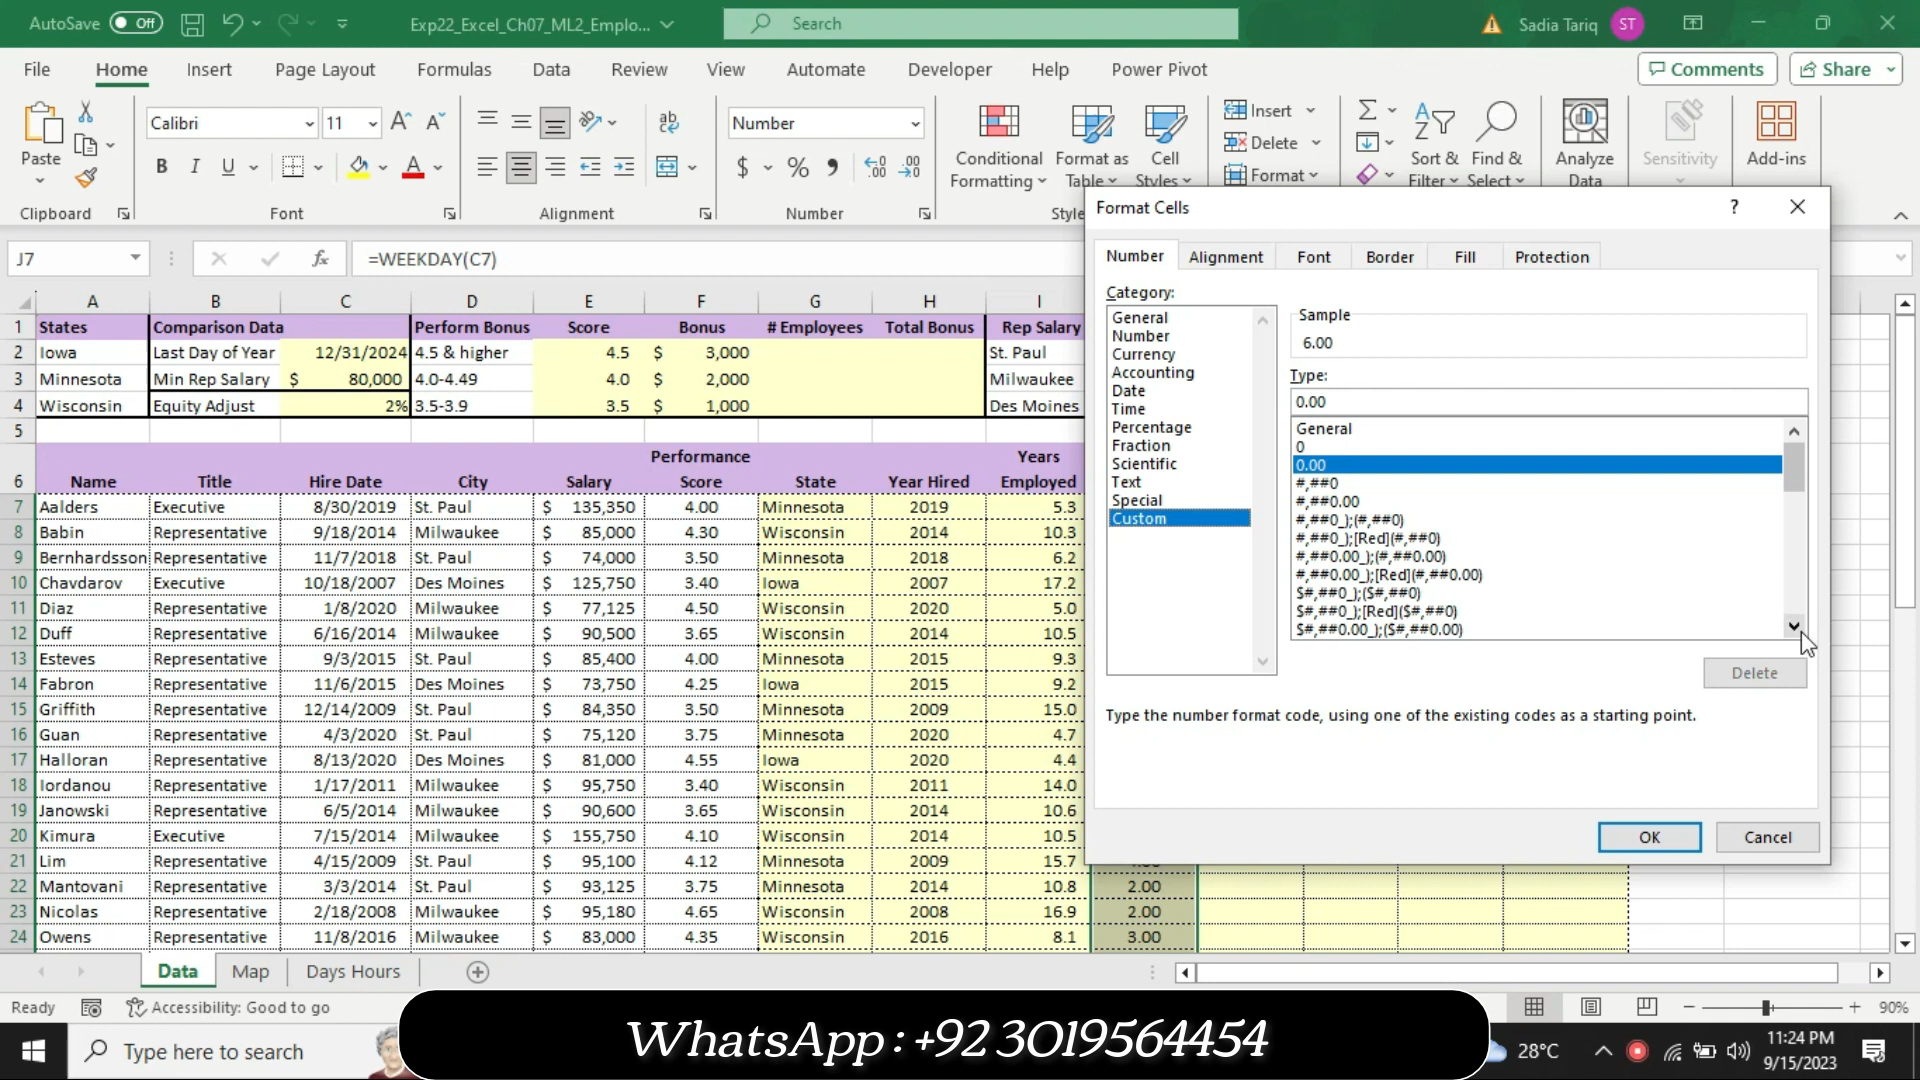 AutoSave Off Exp22_Excel_Ch07_ML2_Emplo... Search Sadia Tariq ST
File Home Insert Page Layout Formulas Data Review View Automate Developer Help Power Pivot Comments Share
Paste Calibri 11 Number Conditional Formatting Format as Table Cell Styles Insert Delete Format Sort & Filter Find & Select Analyze Data Sensitivity Add-ins
Clipboard Font Alignment Number Style
J7 fx =WEEKDAY(C7)
A B C D E F G H I
1 States Comparison Data Perform Bonus Score Bonus # Employees Total Bonus Rep Salary
2 Iowa Last Day of Year 12/31/2024 4.5 & higher 4.5 $ 3,000 St. Paul
3 Minnesota Min Rep Salary $ 80,000 4.0-4.49 4.0 $ 2,000 Milwaukee
4 Wisconsin Equity Adjust 2% 3.5-3.9 3.5 $ 1,000 Des Moines
5
6 Name Title Hire Date City Salary Performance Score State Year Hired Years Employed
7 Aalders Executive 8/30/2019 St. Paul $ 135,350 4.00 Minnesota 2019 5.3
8 Babin Representative 9/18/2014 Milwaukee $ 85,000 4.30 Wisconsin 2014 10.3
9 Bernhardsson Representative 11/7/2018 St. Paul $ 74,000 3.50 Minnesota 2018 6.2
10 Chavdarov Executive 10/18/2007 Des Moines $ 125,750 3.40 Iowa 2007 17.2
11 Diaz Representative 1/8/2020 Milwaukee $ 77,125 4.50 Wisconsin 2020 5.0
12 Duff Representative 6/16/2014 Milwaukee $ 90,500 3.65 Wisconsin 2014 10.5
13 Esteves Representative 9/3/2015 St. Paul $ 85,400 4.00 Minnesota 2015 9.3
14 Fabron Representative 11/6/2015 Des Moines $ 73,750 4.25 Iowa 2015 9.2
15 Griffith Representative 12/14/2009 St. Paul $ 84,350 3.50 Minnesota 2009 15.0
16 Guan Representative 4/3/2020 St. Paul $ 75,120 3.75 Minnesota 2020 4.7
17 Halloran Representative 8/13/2020 Des Moines $ 81,000 4.55 Iowa 2020 4.4
18 Iordanou Representative 1/17/2011 Milwaukee $ 95,750 3.40 Wisconsin 2011 14.0
19 Janowski Representative 6/5/2014 Milwaukee $ 90,600 3.65 Wisconsin 2014 10.6
20 Kimura Executive 7/15/2014 Milwaukee $ 155,750 4.10 Wisconsin 2014 10.5
21 Lim Representative 4/15/2009 St. Paul $ 95,100 4.12 Minnesota 2009 15.7
22 Mantovani Representative 3/3/2014 St. Paul $ 93,125 3.75 Minnesota 2014 10.8 2.00
23 Nicolas Representative 2/18/2008 Milwaukee $ 95,180 4.65 Wisconsin 2008 16.9 2.00
24 Owens Representative 11/8/2016 Milwaukee $ 83,000 4.35 Wisconsin 2016 8.1 3.00
Format Cells ?
Number Alignment Font Border Fill Protection
Category:
General
Number
Currency
Accounting
Date
Time
Percentage
Fraction
Scientific
Text
Special
Custom
Sample
6.00
Type:
0.00
General
0
0.00
#,##0
#,##0.00
#,##0_);(#,##0)
#,##0_);[Red](#,##0)
#,##0.00_);(#,##0.00)
#,##0.00_);[Red](#,##0.00)
$#,##0_);($#,##0)
$#,##0_);[Red]($#,##0)
$#,##0.00_);($#,##0.00)
Delete
Type the number format code, using one of the existing codes as a starting point.
OK Cancel
Data Map Days Hours
Ready Accessibility: Good to go 90%
WhatsApp : +92 3019564454
Type here to search 28°C 11:24 PM
9/15/2023